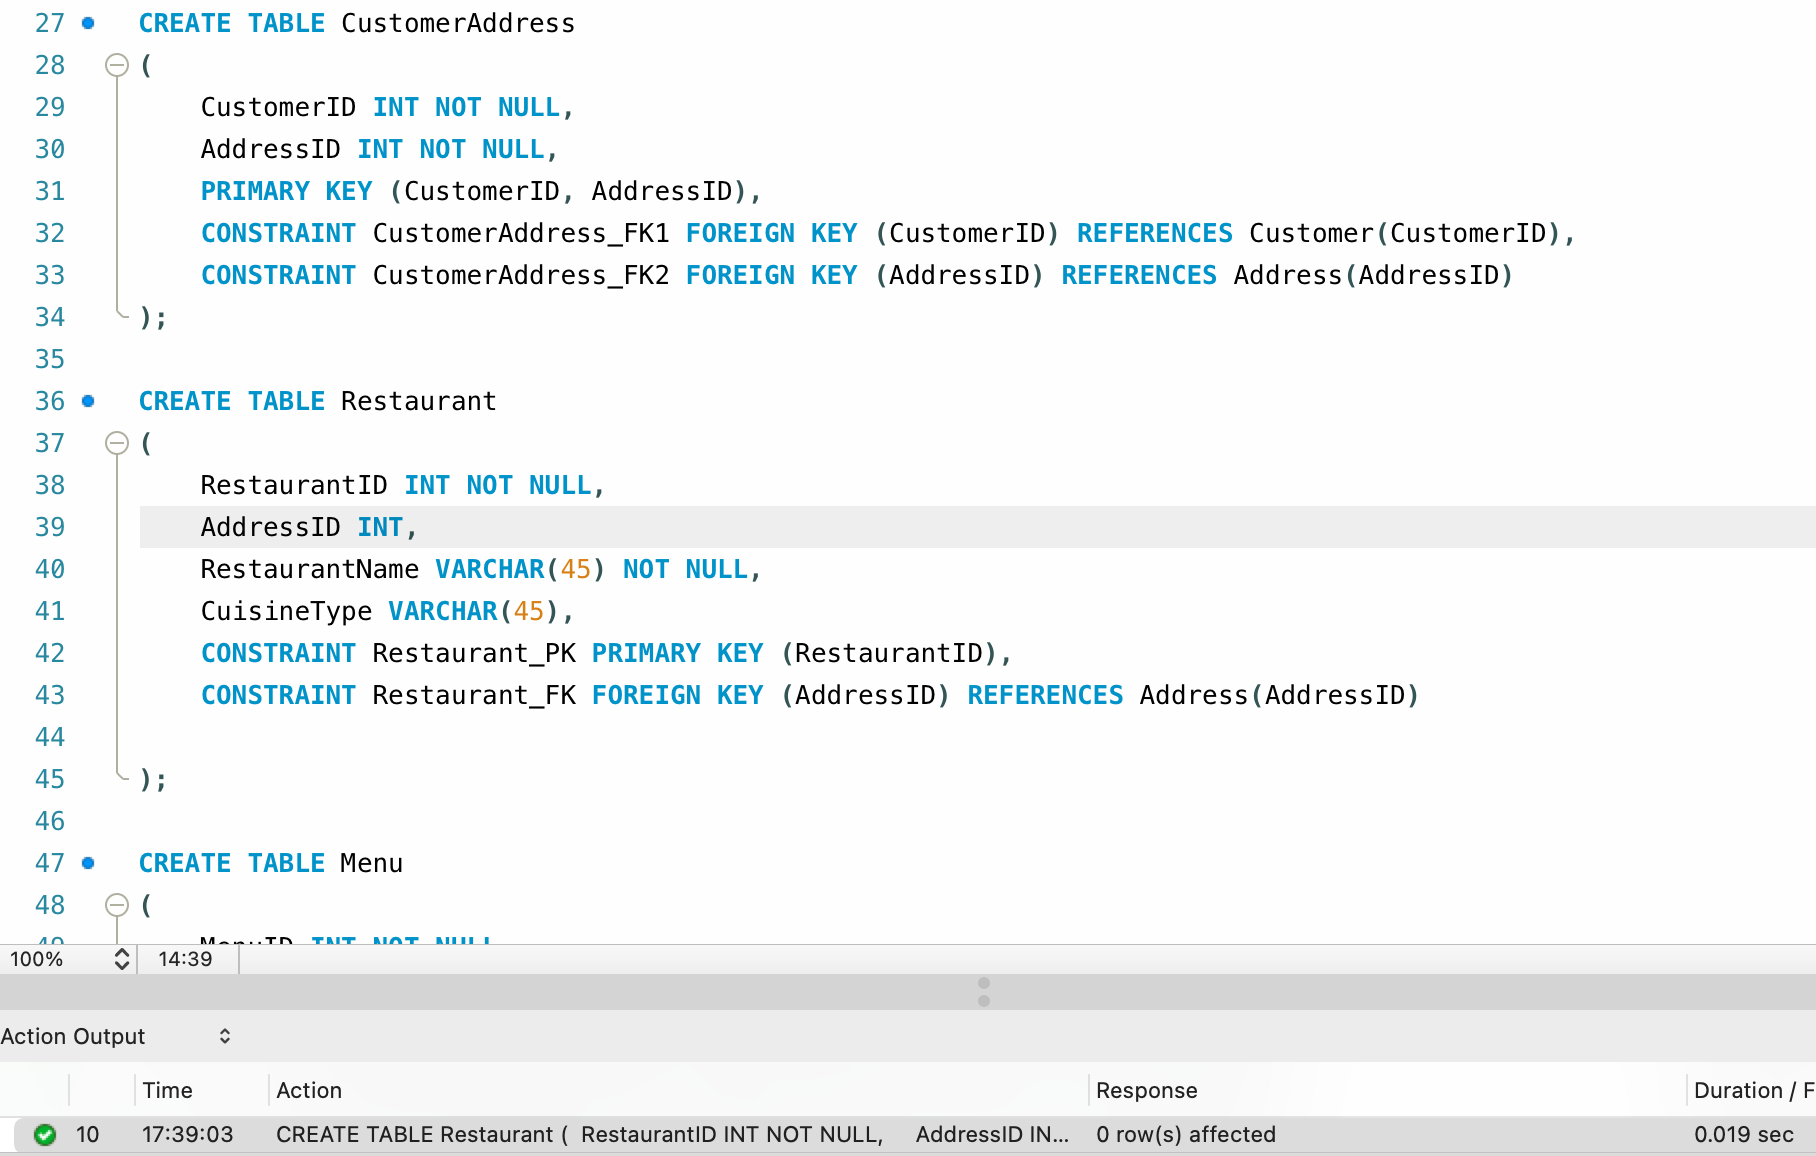 27 CREATE TABLE CustomerAddress
28 (
29 CustomerID INT NOT NULL,
30 AddressID INT NOT NULL,
31 PRIMARY KEY (CustomerID, AddressID),
32 CONSTRAINT CustomerAddress_FK1 FOREIGN KEY (CustomerID) REFERENCES Customer(CustomerID),
33 CONSTRAINT CustomerAddress_FK2 FOREIGN KEY (AddressID) REFERENCES Address(AddressID)
34 );
35
36 CREATE TABLE Restaurant
37 (
38 RestaurantID INT NOT NULL,
39 AddressID INT,
40 RestaurantName VARCHAR(45) NOT NULL,
41 CuisineType VARCHAR(45),
42 CONSTRAINT Restaurant_PK PRIMARY KEY (RestaurantID),
43 CONSTRAINT Restaurant_FK FOREIGN KEY (AddressID) REFERENCES Address(AddressID)
44
45 );
46
47 CREATE TABLE Menu
48 (
49 MenuID INT NOT NULL
100% 14:39
Action Output
Time Action Response Duration / F
10 17:39:03 CREATE TABLE Restaurant ( RestaurantID INT NOT NULL, AddressID IN... 0 row(s) affected 0.019 sec